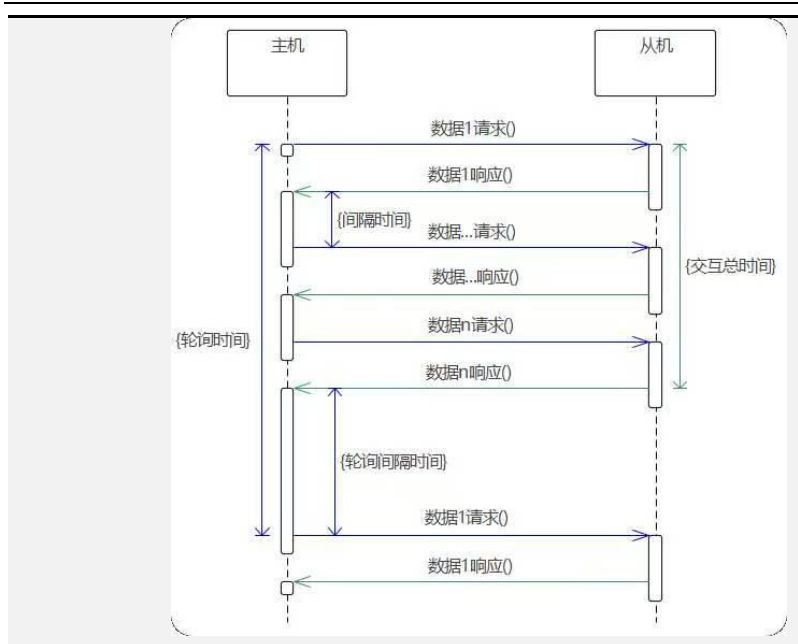 主机
从机
数据1请求()
数据1响应()
{间隔时间}
数据...请求()
{交互总时间}
数据...响应()
数据n请求()
{轮询时间}
数据n响应()
{轮询间隔时间}
数据1请求()
数据1响应()